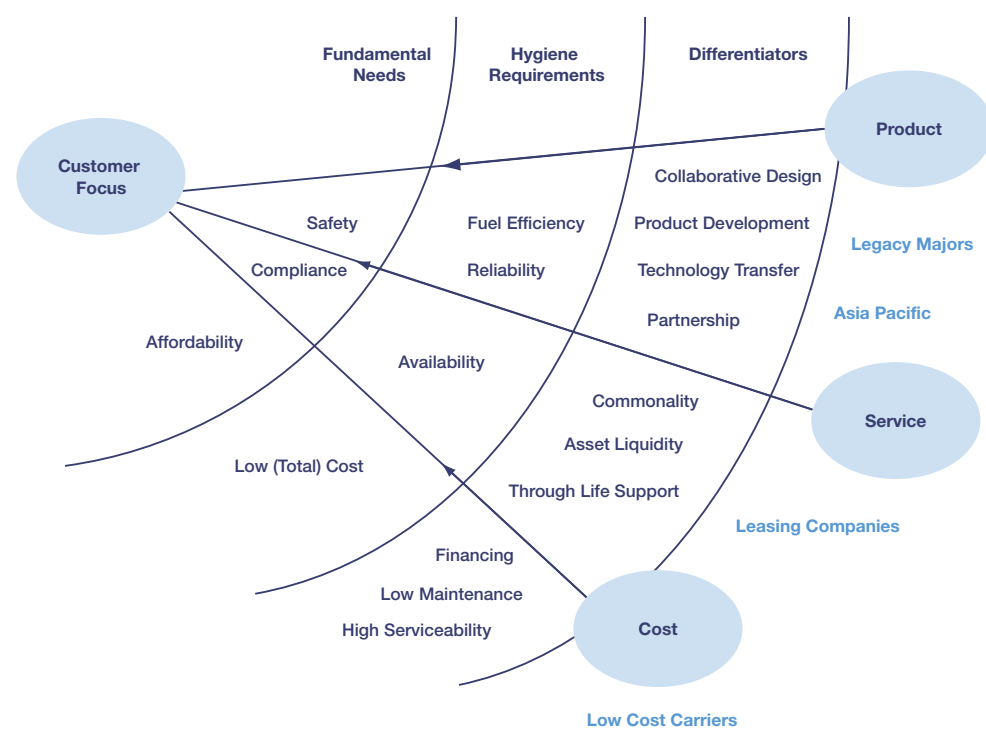 Fundamental
Needs
Hygiene
Requirements
Differentiators
Product
Customer
Focus
Collaborative Design
Safety
Fuel Efficiency
Product Development
Legacy Majors
Compliance
Reliability
Technology Transfer
Asia Pacific
Partnership
Affordability
Availability
Commonality
Service
Asset Liquidity
Low (Total) Cost
Through Life Support
Leasing Companies
Financing
Low Maintenance
High Serviceability
Cost
Low Cost Carriers